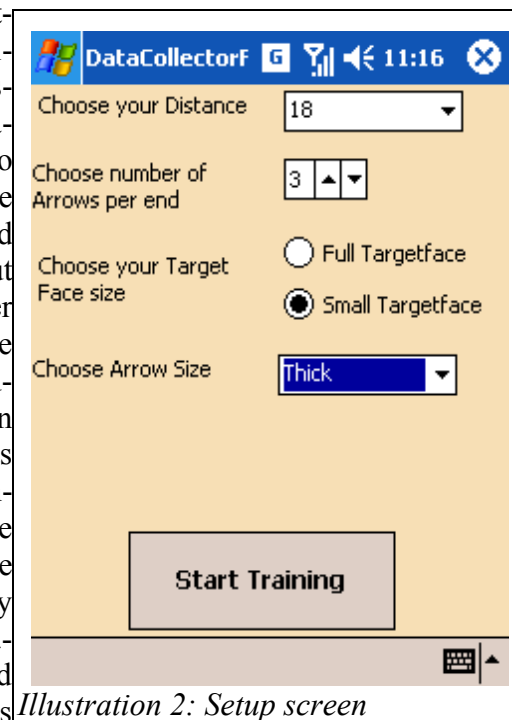 DataCollectorF G 11:16
Choose your Distance 18
Choose number of
Arrows per end
3
Choose your Target
Face size
Full Targetface
Small Targetface
Choose Arrow Size Thick
Start Training
Illustration 2: Setup screen